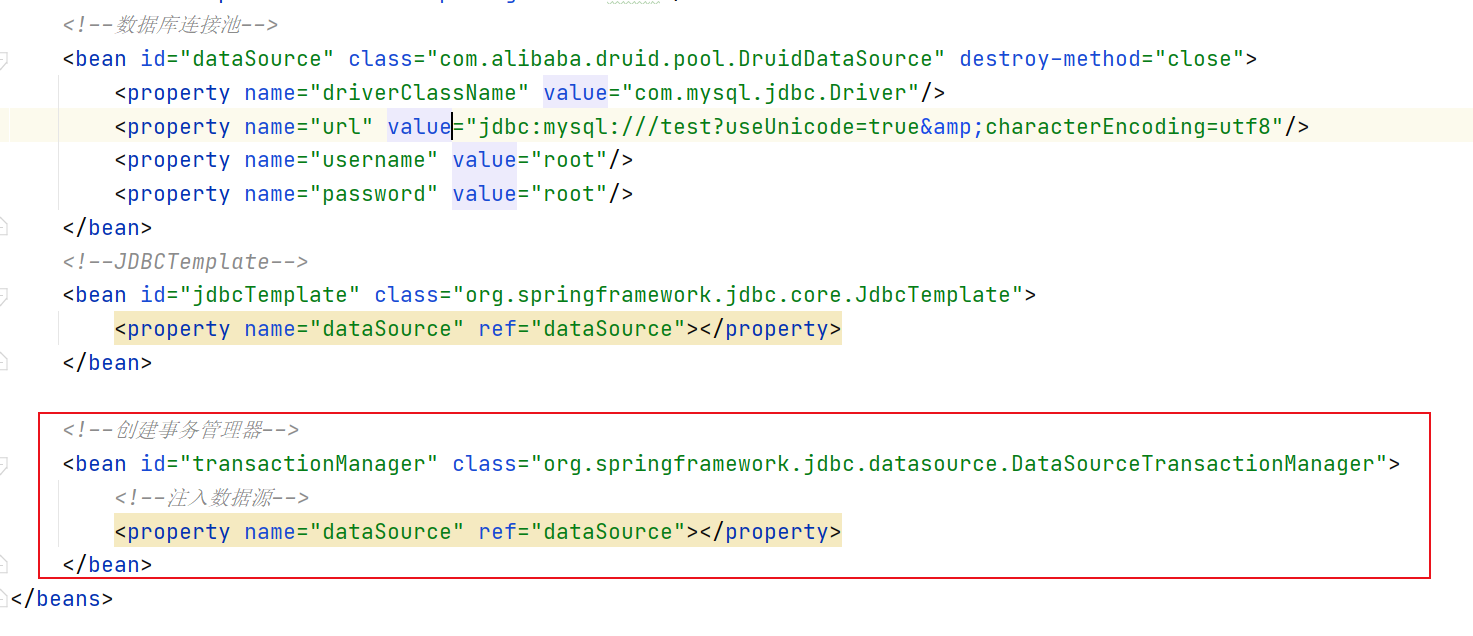 <!--数据库连接池-->
<bean id="dataSource" class="com.alibaba.druid.pool.DruidDataSource" destroy-method="close">
<property name="driverClassName" value="com.mysql.jdbc.Driver"/>
<property name="url" value="jdbc:mysql:///test?useUnicode=true&amp;characterEncoding=utf8"/>
<property name="username" value="root"/>
<property name="password" value="root"/>
</bean>
<!--JDBCTemplate-->
<bean id="jdbcTemplate" class="org.springframework.jdbc.core.JdbcTemplate">
<property name="dataSource" ref="dataSource"></property>
</bean>
<!--创建事务管理器-->
<bean id="transactionManager" class="org.springframework.jdbc.datasource.DataSourceTransactionManager">
<!--注入数据源-->
<property name="dataSource" ref="dataSource"></property>
</bean>
</beans>